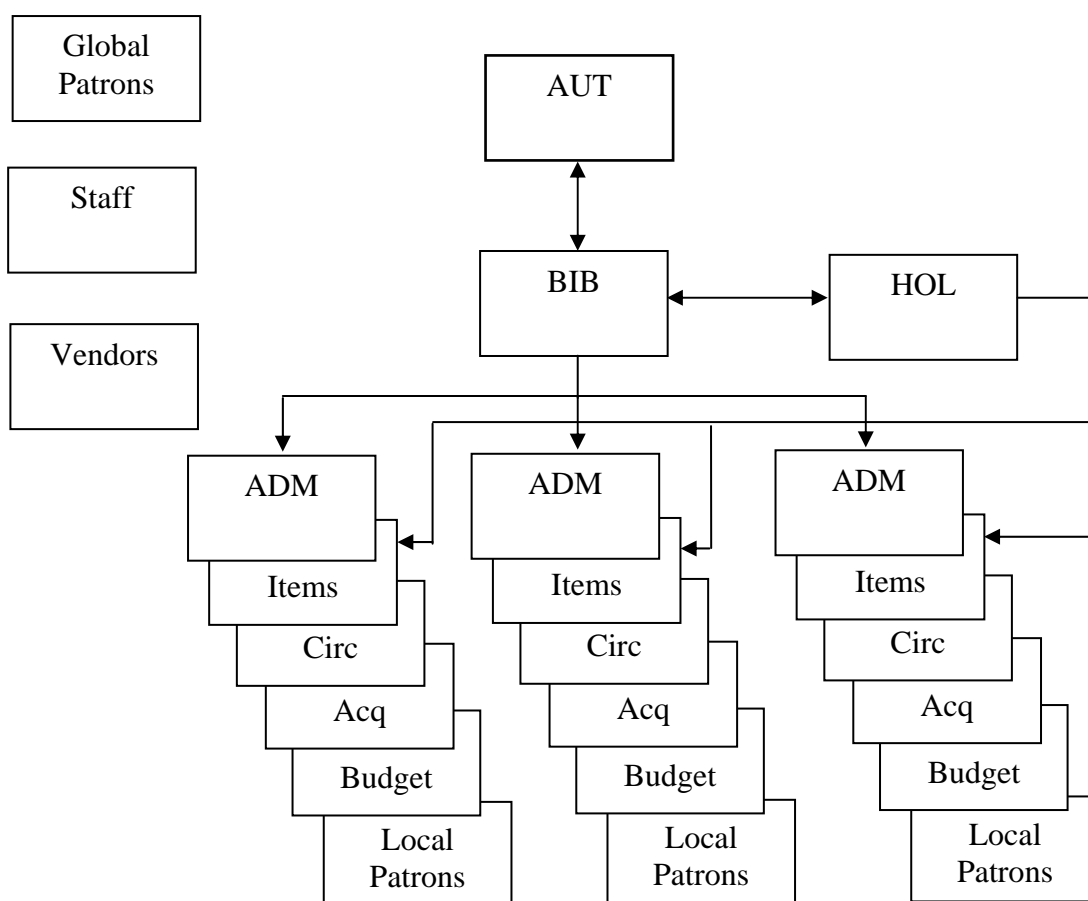 Global
Patrons
AUT
Staff
BIB
HOL
Vendors
ADM
ADM
ADM
Items
Items
Items
Circ
Circ
Circ
Acq
Acq
Acq
Budget
Budget
Budget
Local
Patrons
Local
Patrons
Local
Patrons